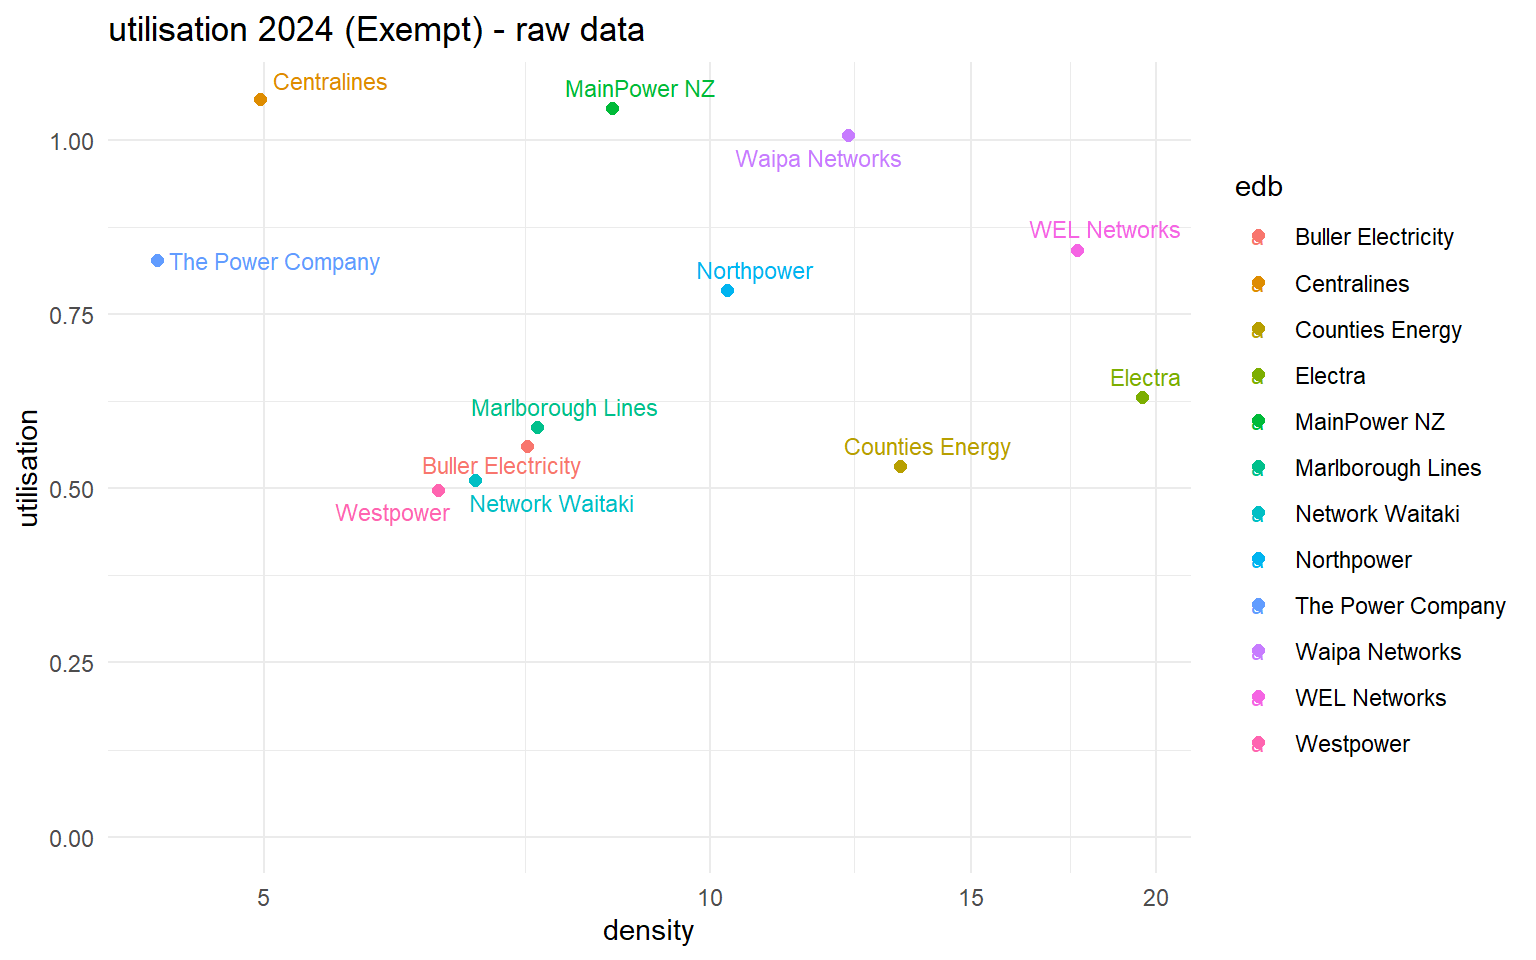 utilisation 2024 (Exempt) - raw data
Centralines
MainPower NZ
Waipa Networks
WEL Networks
The Power Company
Northpower
Electra
Marlborough Lines
Counties Energy
Buller Electricity
Network Waitaki
Westpower
1.00
0.75
0.50
0.25
0.00
utilisation
5
10
15
20
density
edb
a Buller Electricity
a Centralines
a Counties Energy
a Electra
a MainPower NZ
a Marlborough Lines
a Network Waitaki
a Northpower
a The Power Company
a Waipa Networks
a WEL Networks
a Westpower